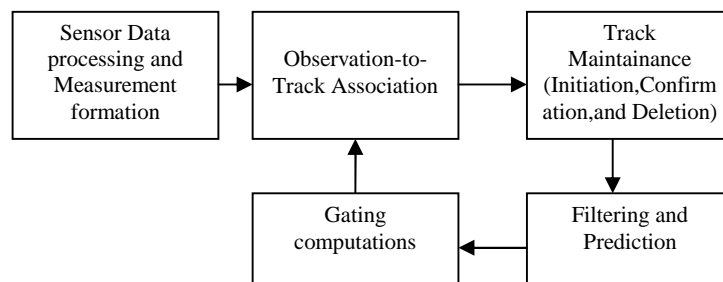 Sensor Data
processing and
Measurement
formation
Observation-to-
Track Association
Track
Maintainance
(Initiation,Confirm
ation,and Deletion)
Gating
computations
Filtering and
Prediction